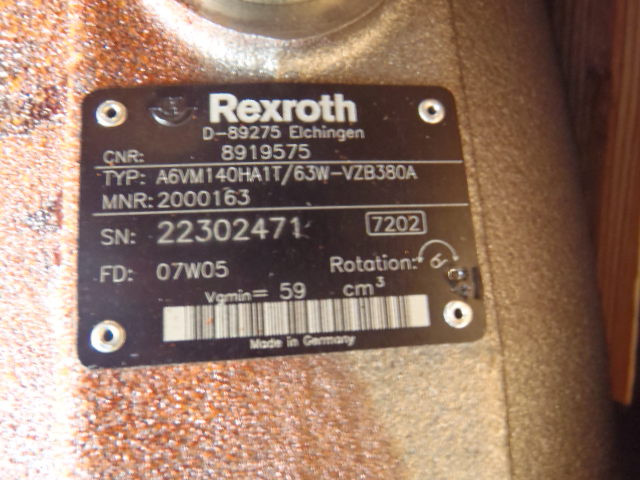 Rexroth
D-89275 Elchingen
CNR: 8919575
TYP: A6VM140HA1T/63W-VZB380A
MNR: 2000163
SN: 22302471 7202
FD: 07W05 Rotation:
Vgmin= 59 cm³
Made in Germany